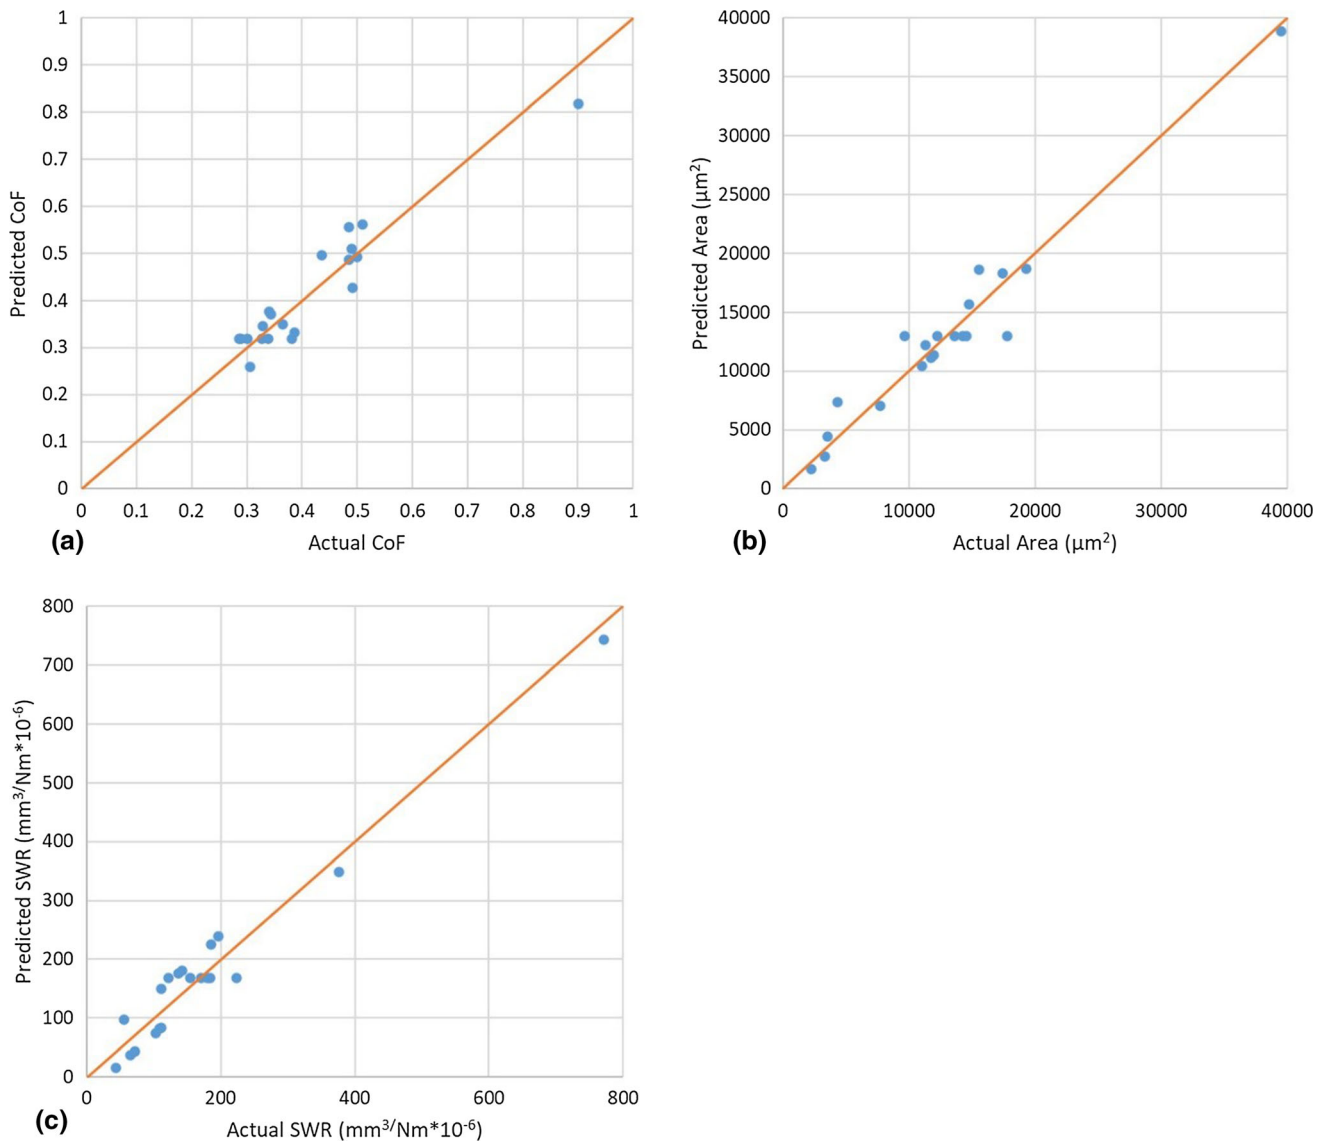 1
0.9
0.8
0.7
0.6
0.5
0.4
0.3
0.2
0.1
0
Predicted CoF
0 0.1 0.2 0.3 0.4 0.5 0.6 0.7 0.8 0.9 1
Actual CoF
(a)
40000
35000
30000
25000
20000
15000
10000
5000
0
Predicted Area (µm²)
0 10000 20000 30000 40000
Actual Area (µm²)
(b)
800
700
600
500
400
300
200
100
0
Predicted SWR (mm³/Nm*10⁻⁶)
0 200 400 600 800
Actual SWR (mm³/Nm*10⁻⁶)
(c)